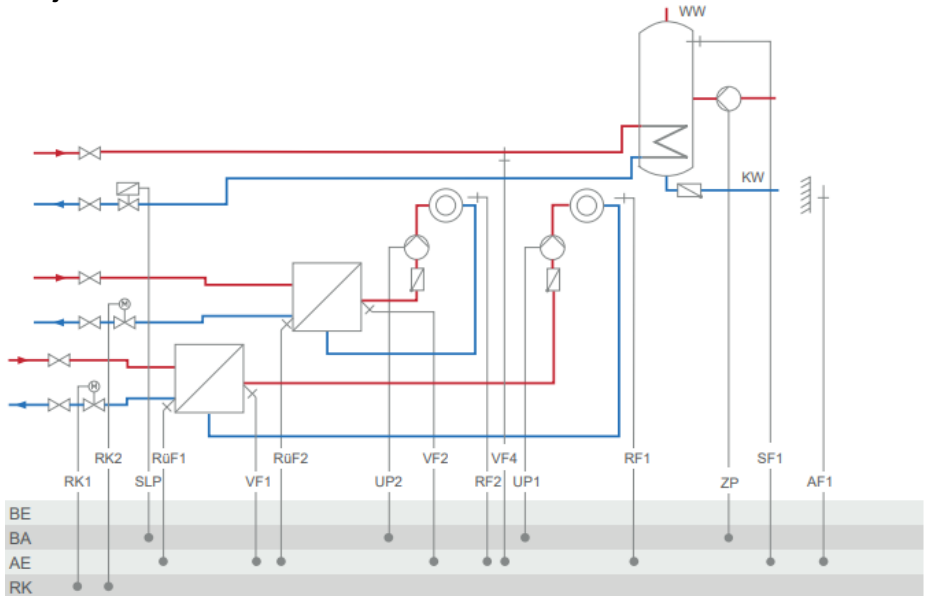 WW
KW
M
M
RK2 RüF1 RüF2 VF2 VF4 RF1 SF1
RK1 SLP VF1 UP2 RF2 UP1 ZP AF1
BE
BA
AE
RK